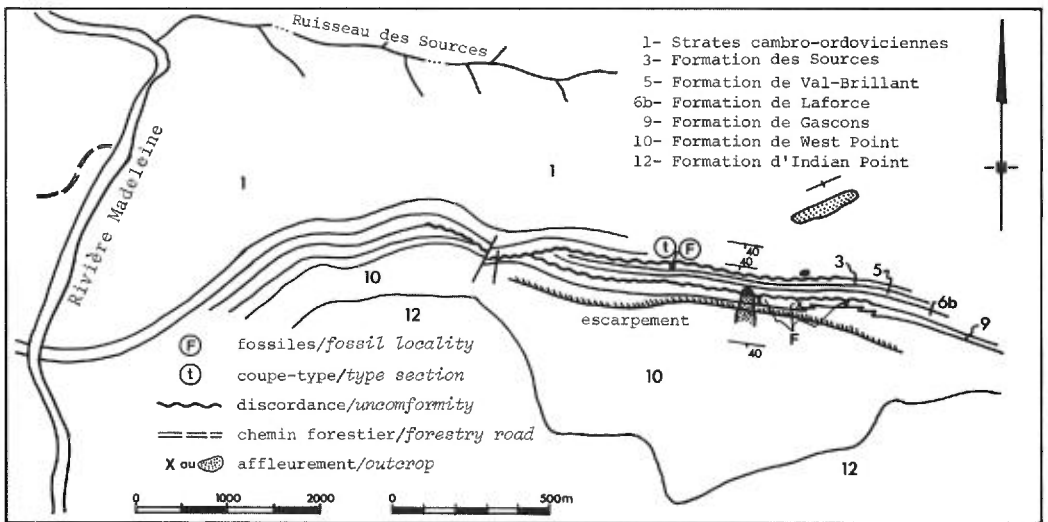 Ruisseau des Sources
1- Strates cambro-ordoviciennes
3- Formation des Sources
5- Formation de Val-Brillant
6b- Formation de Laforce
9- Formation de Gascons
10- Formation de West Point
12- Formation d'Indian Point
Rivière Madeleine
1
1
t F
40
40
3
5
6b
9
10
12
escarpement
F
40
10
12
F fossiles/fossil locality
t coupe-type/type section
discordance/uncomformity
chemin forestier/forestry road
X ou affleurement/outcrop
0 1000 2000 0 500m